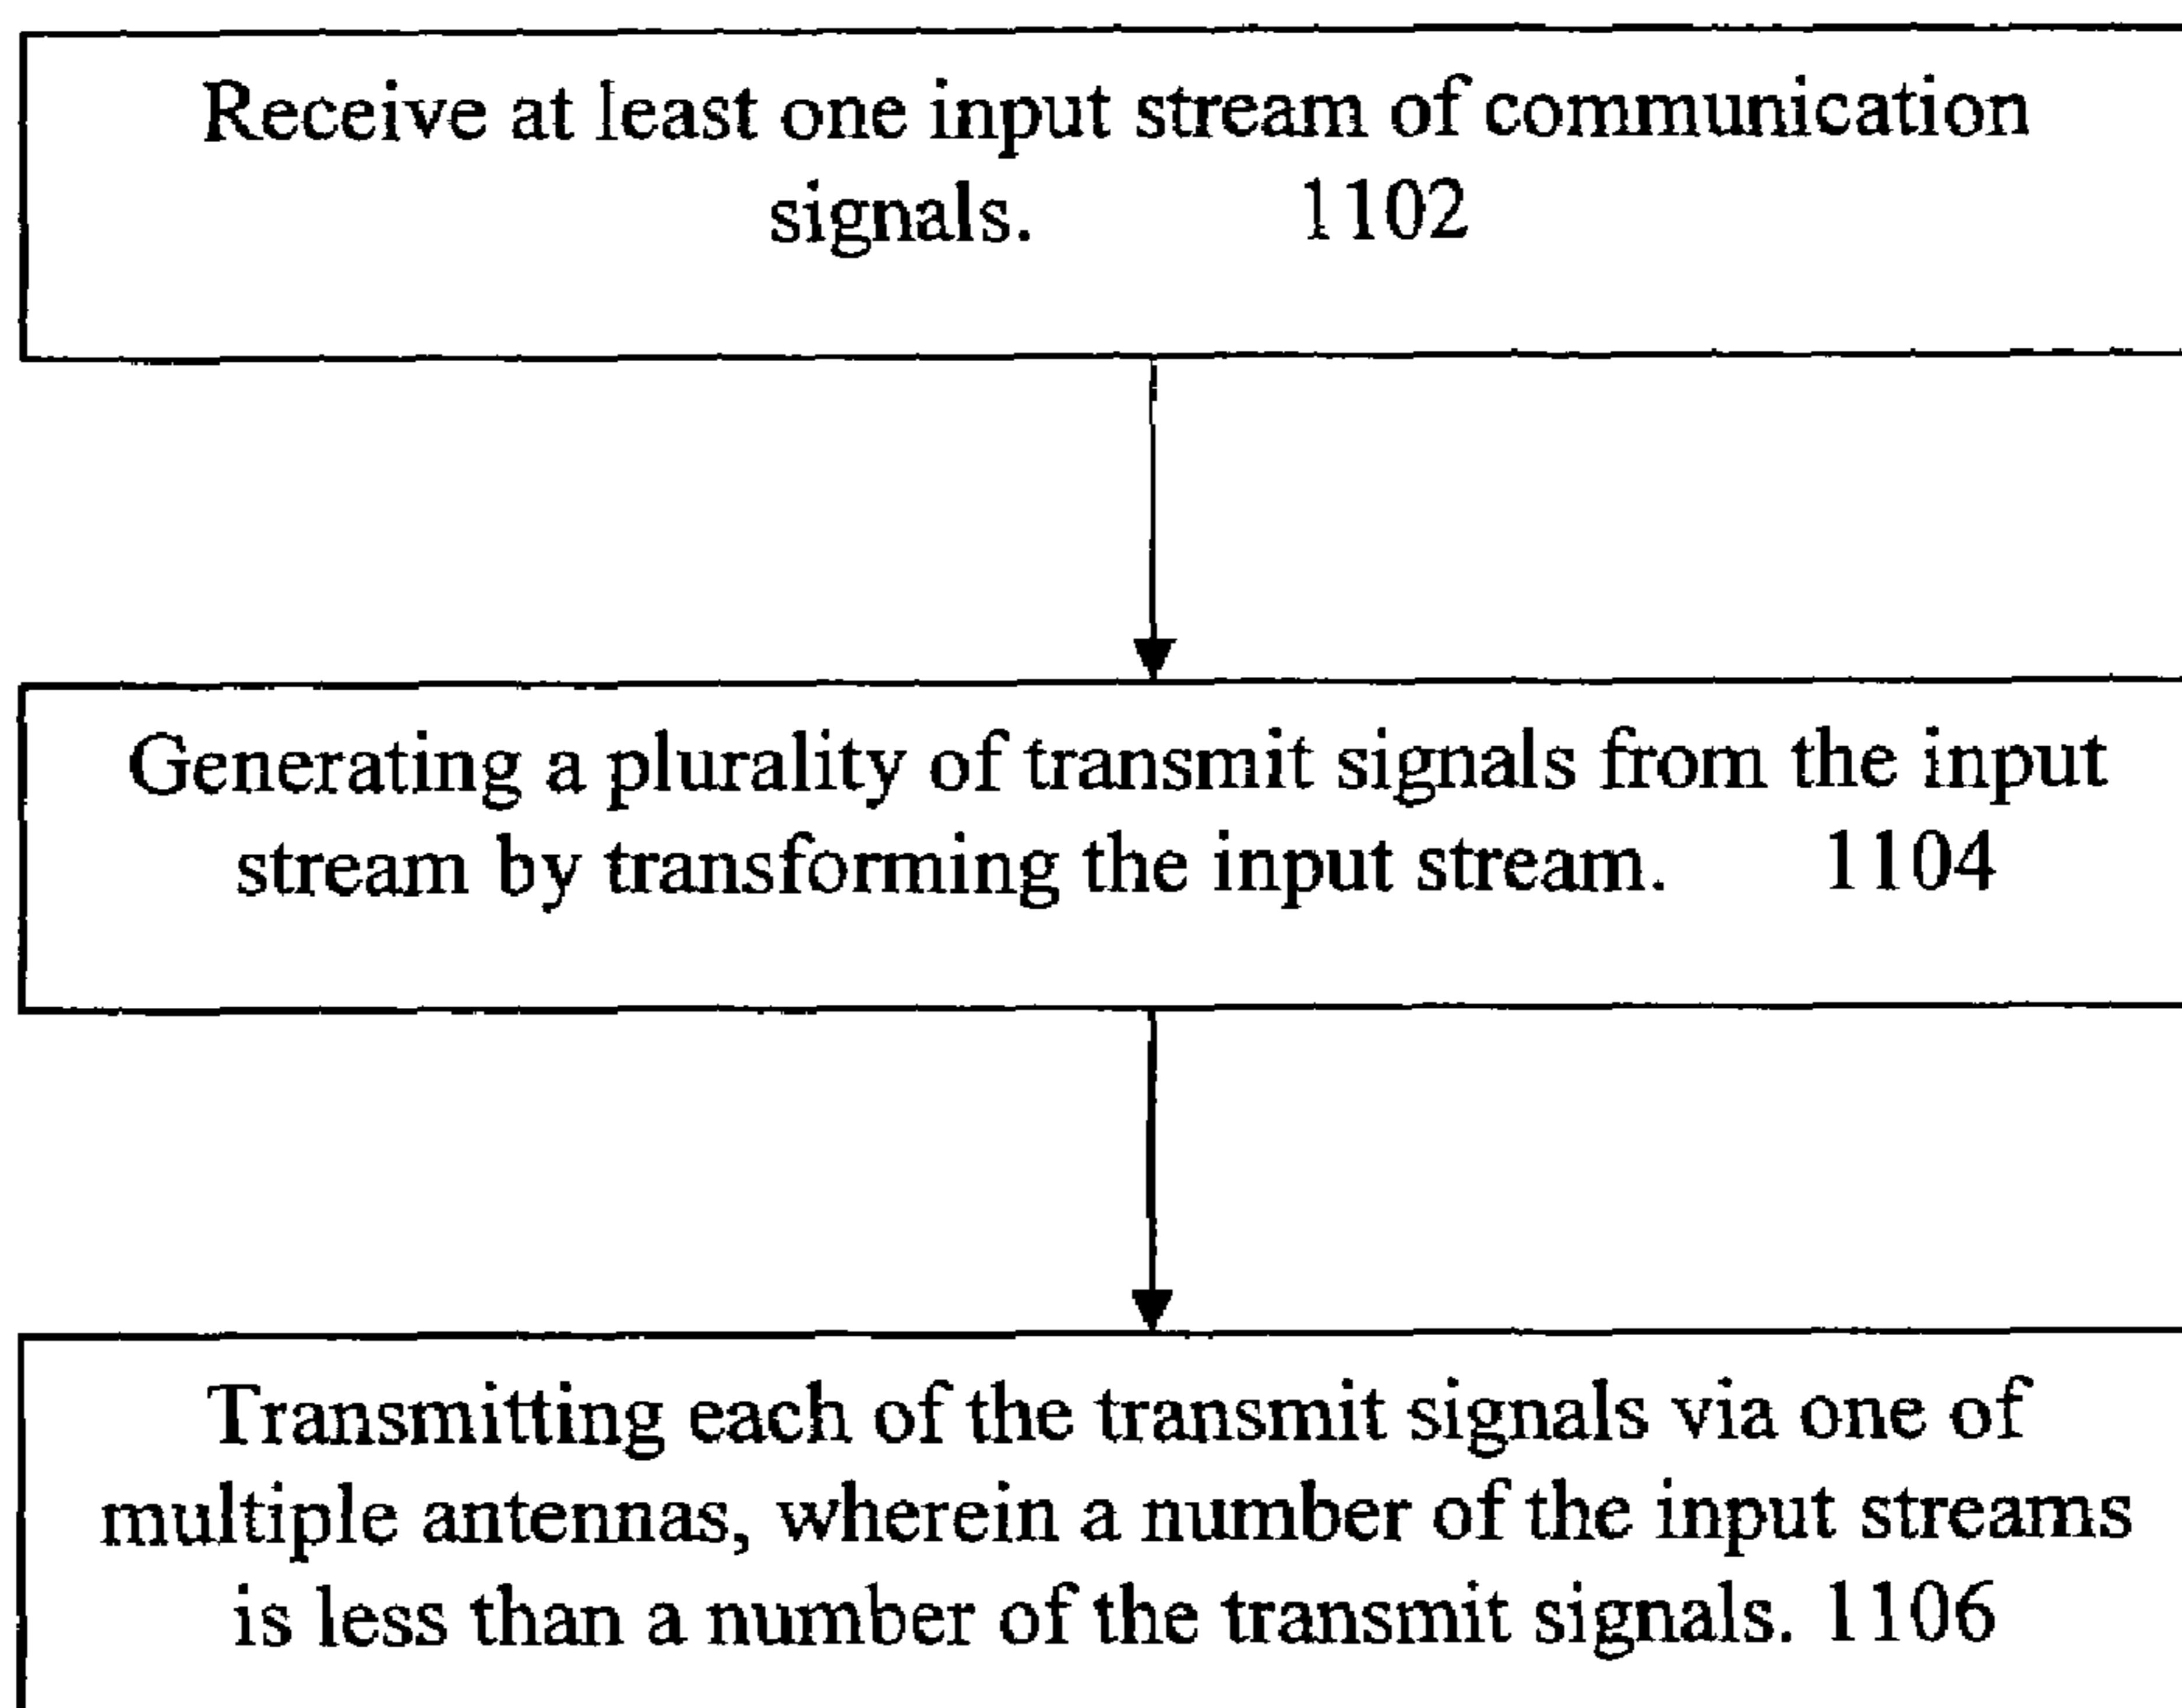 Receive at least one input stream of communication
signals. 1102
Generating a plurality of transmit signals from the input
stream by transforming the input stream. 1104
Transmitting each of the transmit signals via one of
multiple antennas, wherein a number of the input streams
is less than a number of the transmit signals. 1106